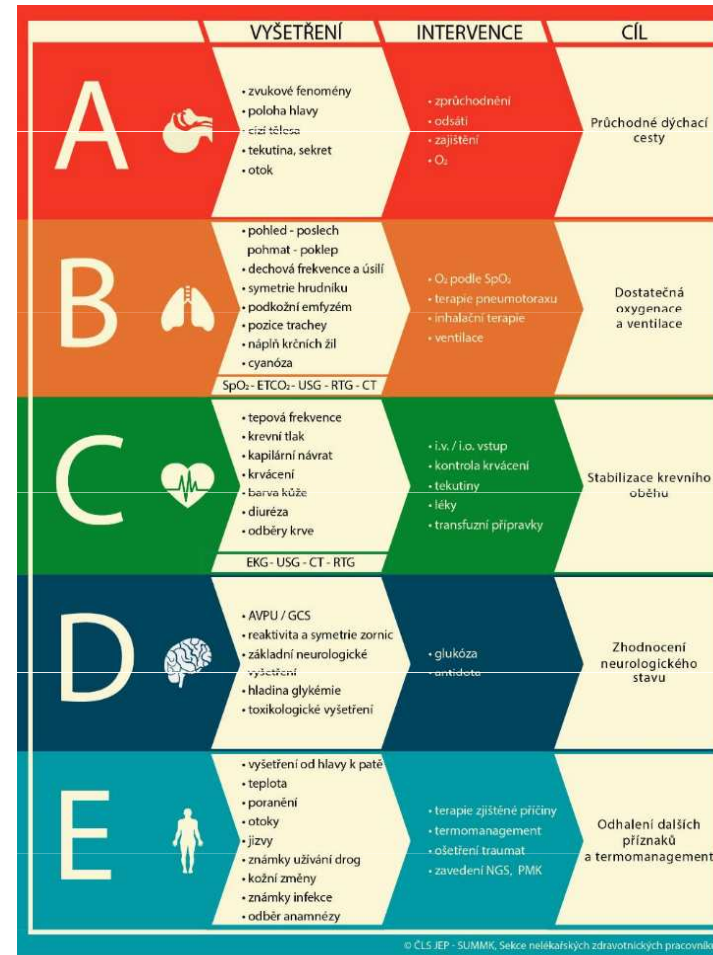 VYŠETŘENÍ INTERVENCE CÍL
A
• zvukové fenomény
• poloha hlavy
• cizí tělesa
• tekutina, sekret
• otok
• zprůchodnění
• odsátí
• zajištění
• O₂
Průchodné dýchací
cesty
B
• pohled - poslech
pohmat - poklep
• dechová frekvence a úsilí
• symetrie hrudníku
• podkožní emfyzém
• pozice trachey
• náplň krčních žil
• cyanóza
SpO₂ - ETCO₂ - USG - RTG - CT
• O₂ podle SpO₂
• terapie pneumotoraxu
• inhalační terapie
• ventilace
Dostatečná
oxygenace
a ventilace
C
• tepová frekvence
• krevní tlak
• kapilární návrat
• krvácení
• barva kůže
• diuréza
• odběry krve
EKG - USG - CT - RTG
• i.v. / i.o. vstup
• kontrola krvácení
• tekutiny
• léky
• transfuzní přípravky
Stabilizace krevního
oběhu
D
• AVPU / GCS
• reaktivita a symetrie zornic
• základní neurologické
vyšetření
• hladina glykémie
• toxikologické vyšetření
• glukóza
• antidota
Zhodnocení
neurologického
stavu
E
• vyšetření od hlavy k patě
• teplota
• poranění
• otoky
• jizvy
• známky užívání drog
• kožní změny
• známky infekce
• odběr anamnézy
• terapie zjištěné příčiny
• termomanagement
• ošetření traumat
• zavedení NGS, PMK
Odhalení dalších
příznaků
a termomanagement
© ČLS JEP - SUMMK, Sekce nelékařských zdravotnických pracovníků